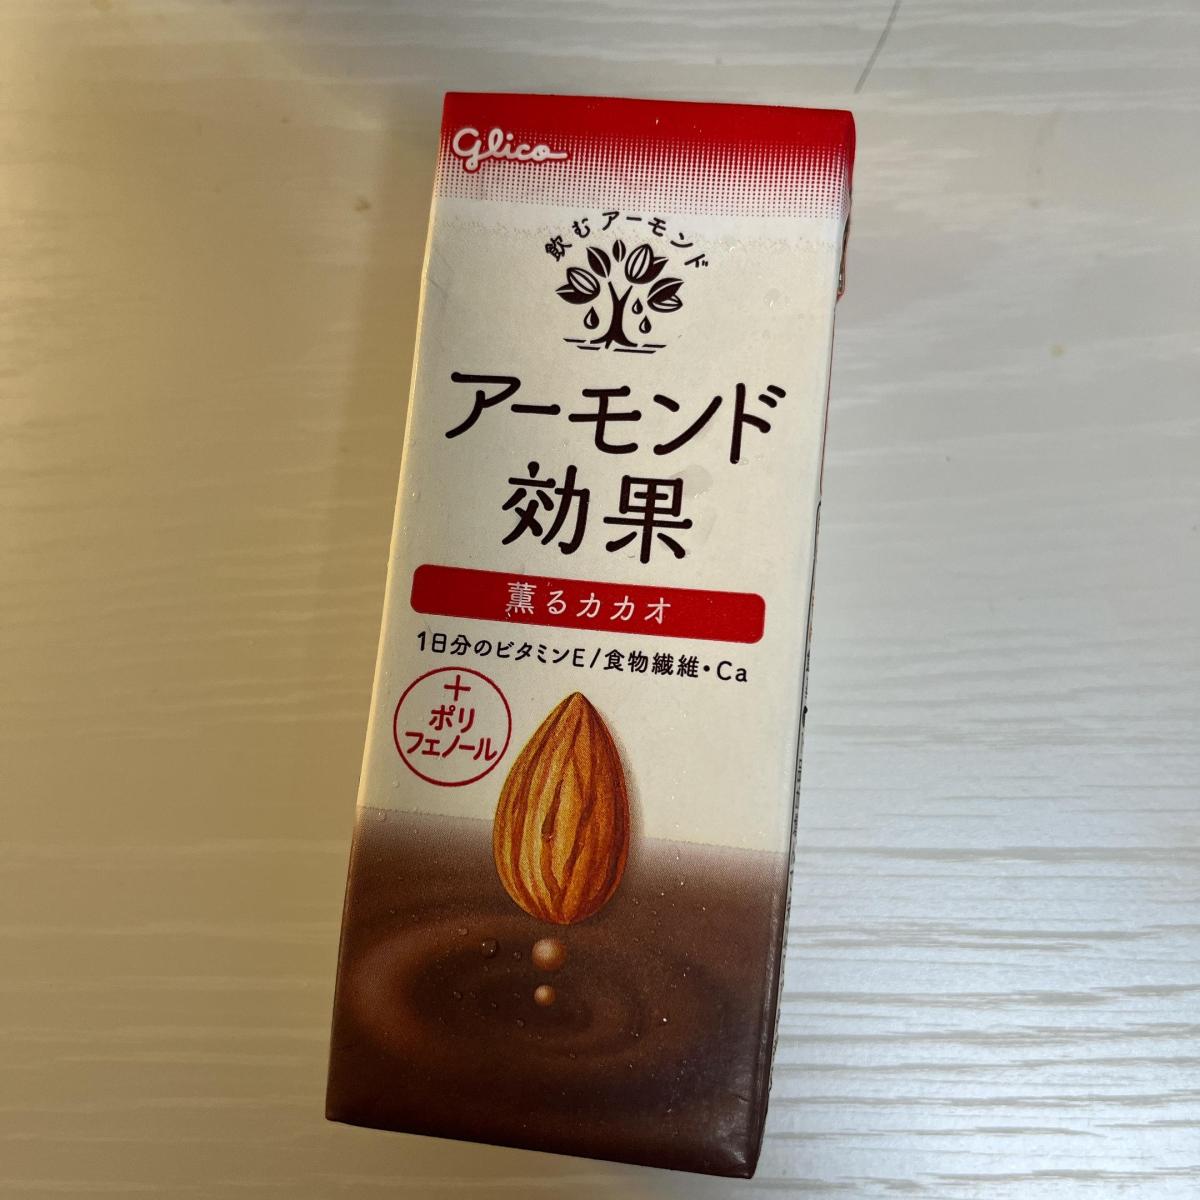 Glico
飲むアーモンド
アーモンド
効果
薫るカカオ
1日分のビタミンE/食物繊維・Ca
+
ポリ
フェノール